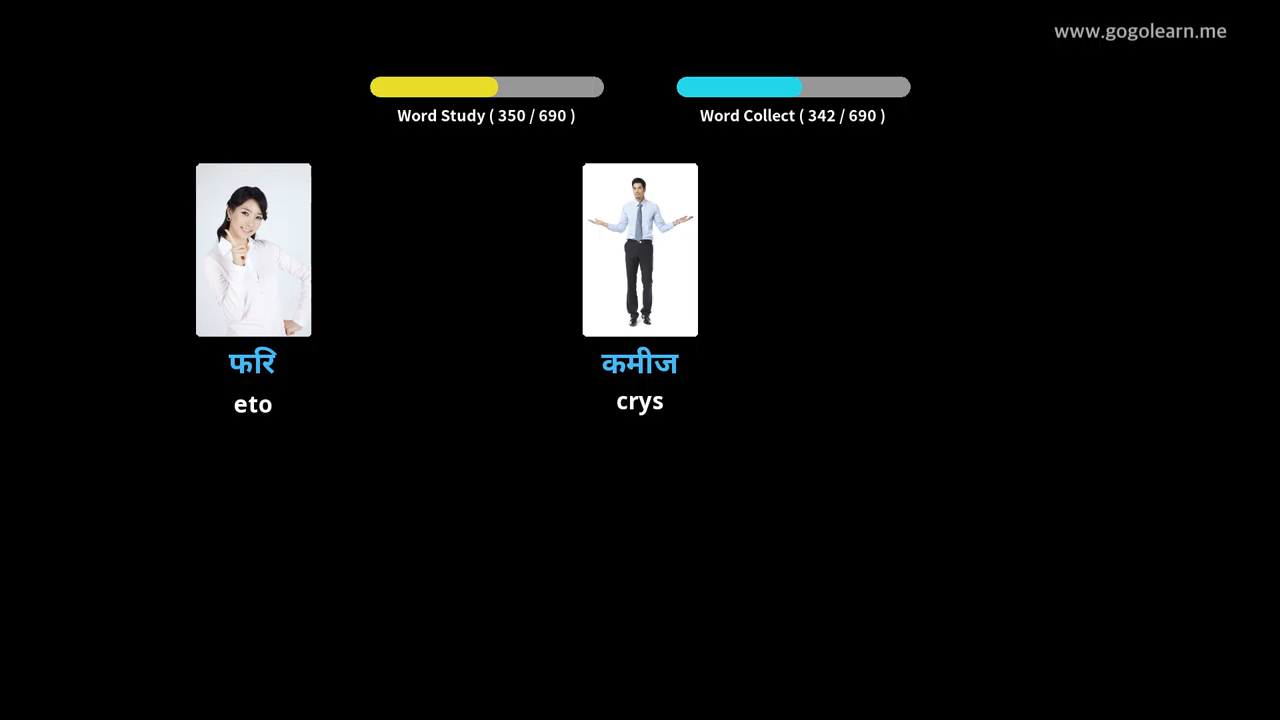 www.gogolearn.me
Word Study ( 350 / 690 )
Word Collect ( 342 / 690 )
फरि
कमीज
eto
crys